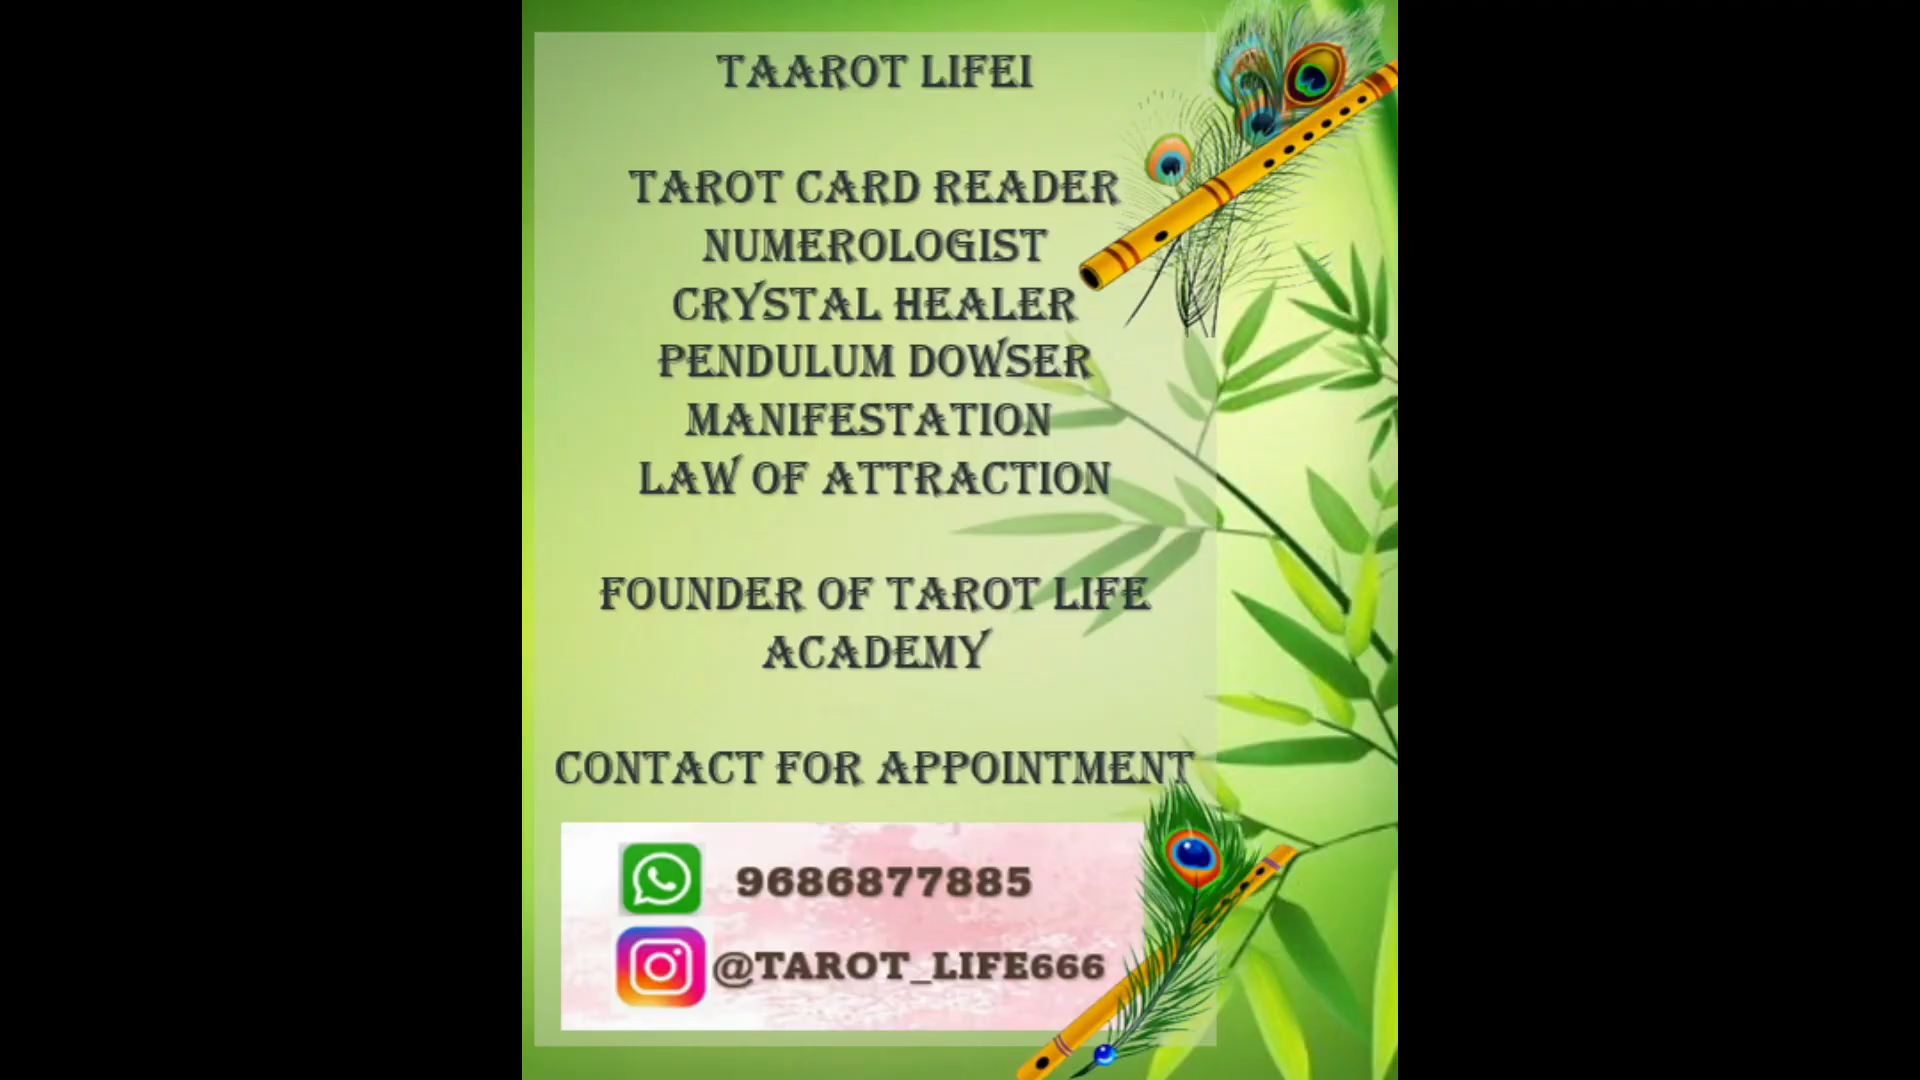 TAAROT LIFEI
TAROT CARD READER
NUMEROLOGIST
CRYSTAL HEALER
PENDULUM DOWSER
MANIFESTATION
LAW OF ATTRACTION
FOUNDER OF TAROT LIFE
ACADEMY
CONTACT FOR APPOINTMENT
9686877885
@TAROT_LIFE666